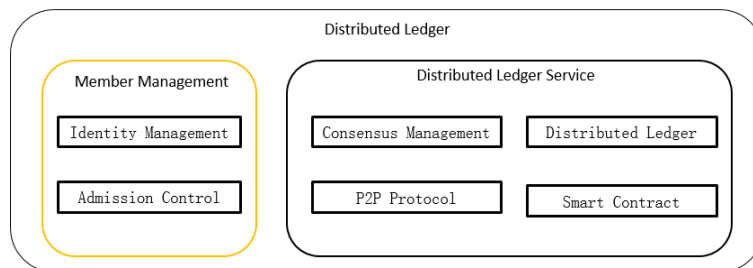 Distributed Ledger
Member Management
Identity Management
Admission Control
Distributed Ledger Service
Consensus Management
Distributed Ledger
P2P Protocol
Smart Contract